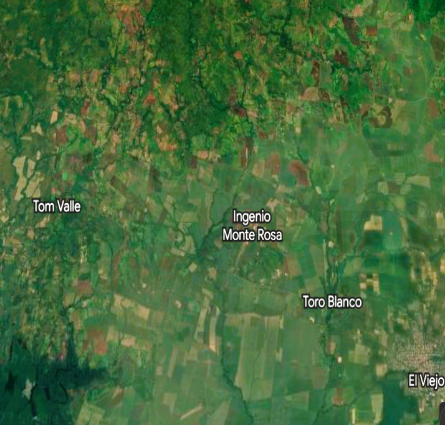 Tom Valle
Ingenio
Monte Rosa
Toro Blanco
El Viejo